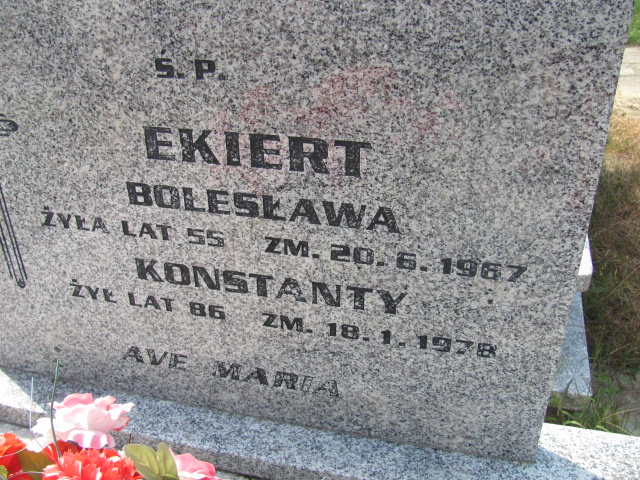 Ś. P.
EKIERT
BOLESŁAWA
ŻYŁA LAT 55 ZM. 20. 6. 1967
KONSTANTY
ŻYŁ LAT 86 ZM. 18. 1. 1978
AVE MARIA